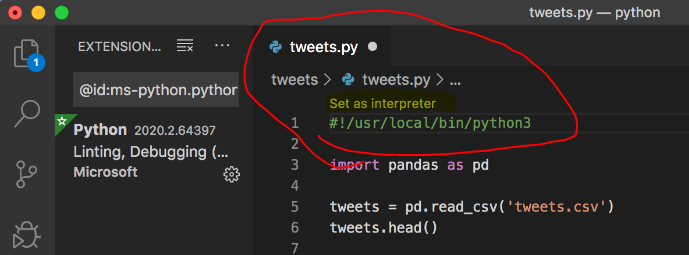 tweets.py — python
EXTENSION... ... tweets.py
1
@id:ms-python.python
tweets > tweets.py > ...
Set as interpreter
Python 2020.2.64397
Linting, Debugging (...
Microsoft
1 #!/usr/local/bin/python3
2
3 import pandas as pd
4
5 tweets = pd.read_csv('tweets.csv')
6 tweets.head()
7